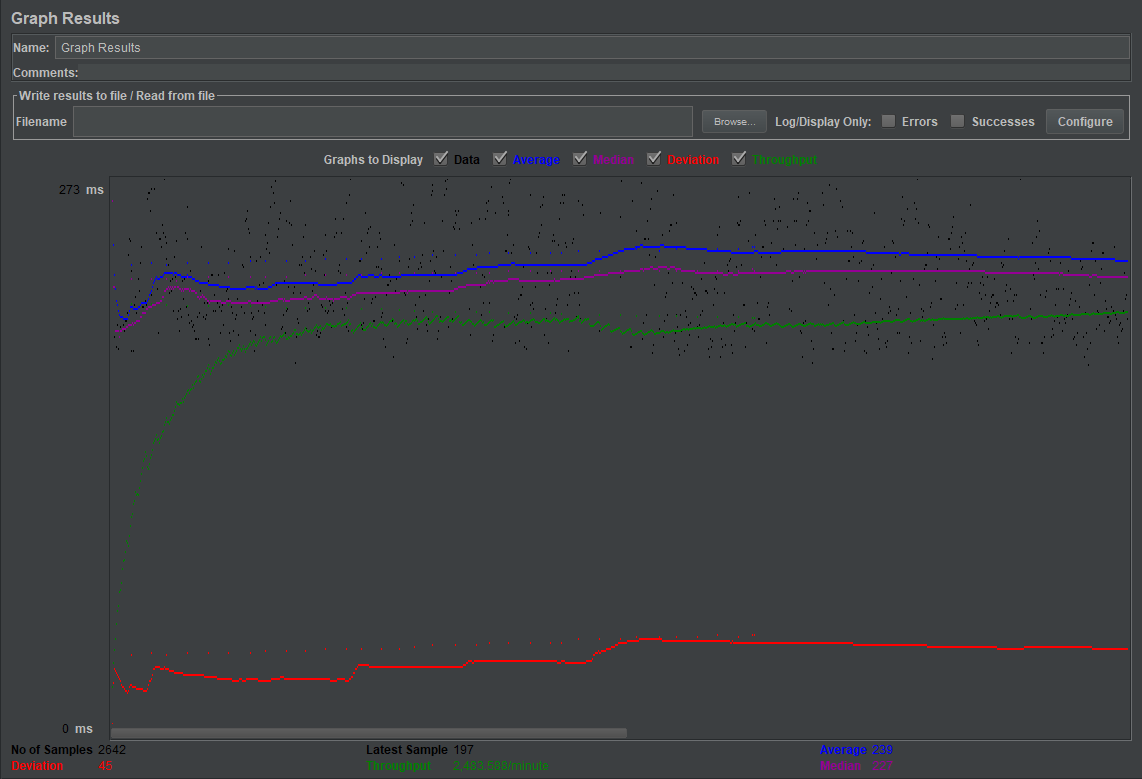 Graph Results
Name: Graph Results
Comments:
Write results to file / Read from file
Filename Browse... Log/Display Only: Errors Successes Configure
Graphs to Display Data Average Median Deviation Throughput
273 ms
0 ms
No of Samples 2642 Latest Sample 197 Average 239
Deviation 45 Throughput 2,483.588/minute Median 227